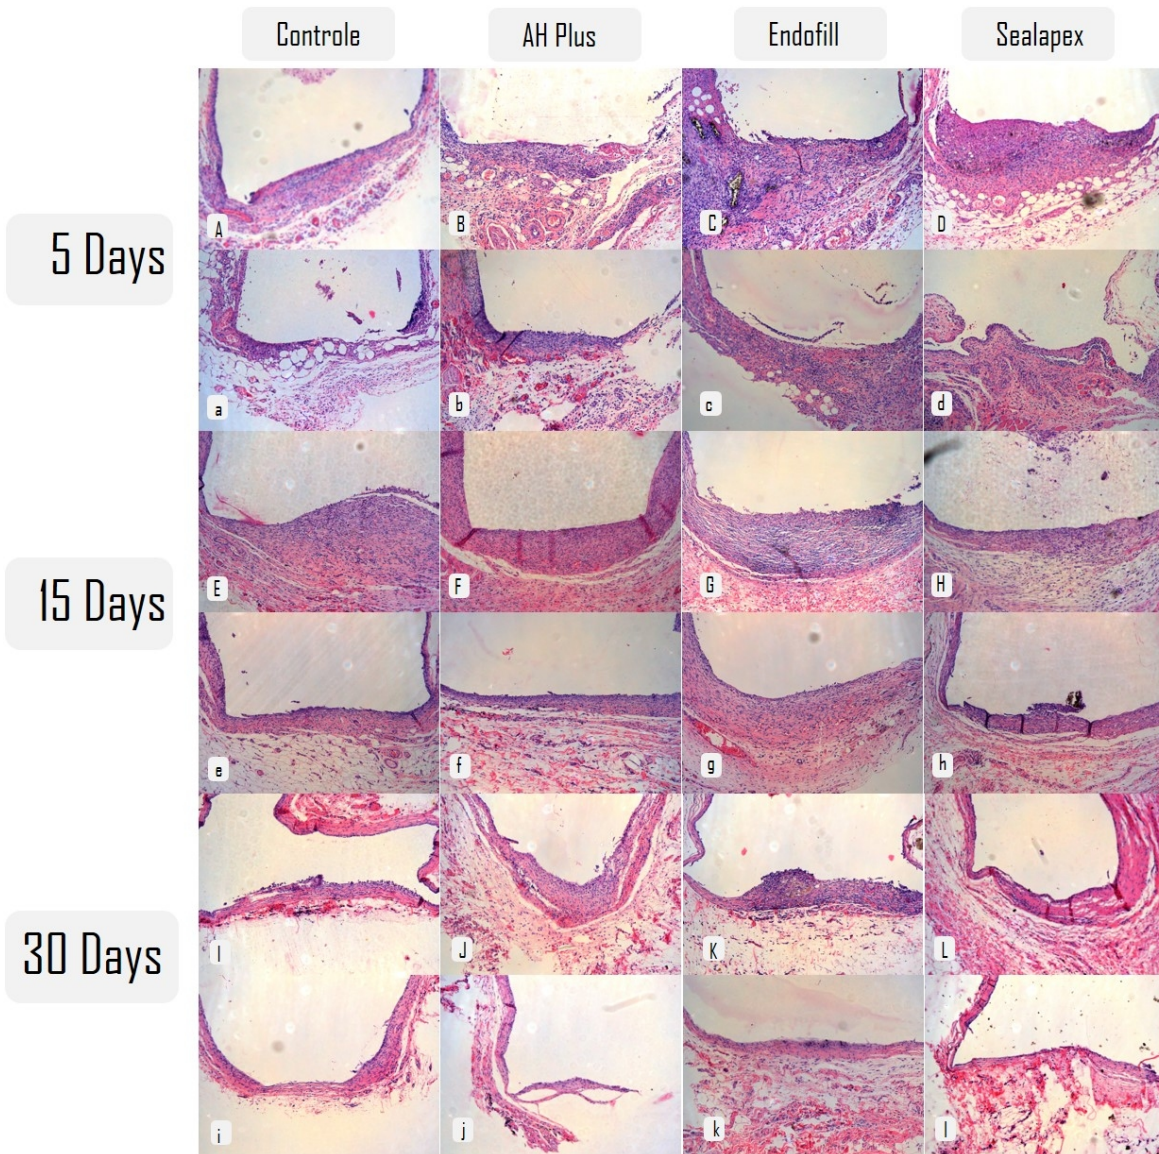 Controle AH Plus Endofill Sealapex
A B C D
5 Days
a b c d
E F G H
15 Days
e f g h
I J K L
30 Days
i j k l